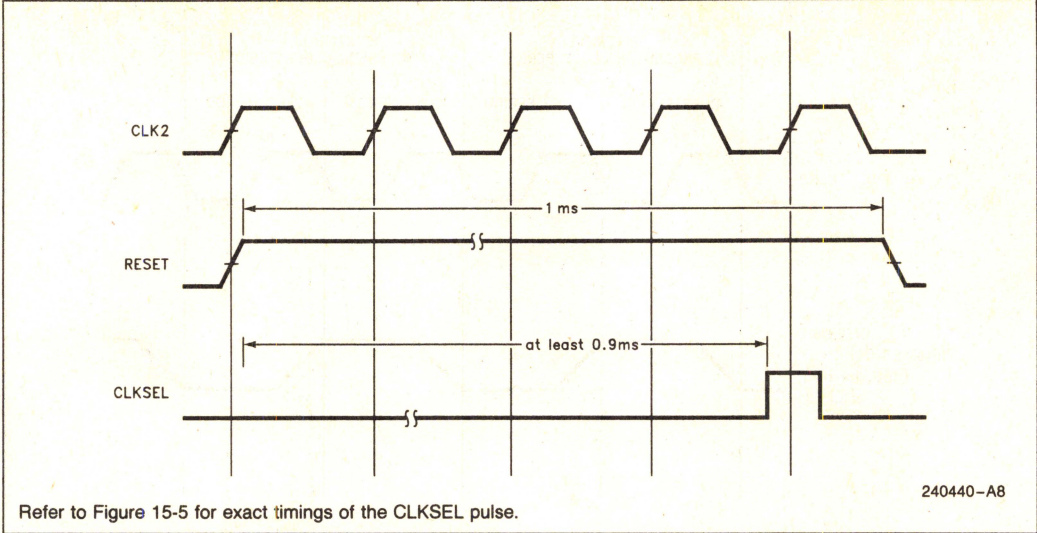 CLK2
1 ms
RESET
at least 0.9ms
CLKSEL
240440–A8
Refer to Figure 15-5 for exact timings of the CLKSEL pulse.